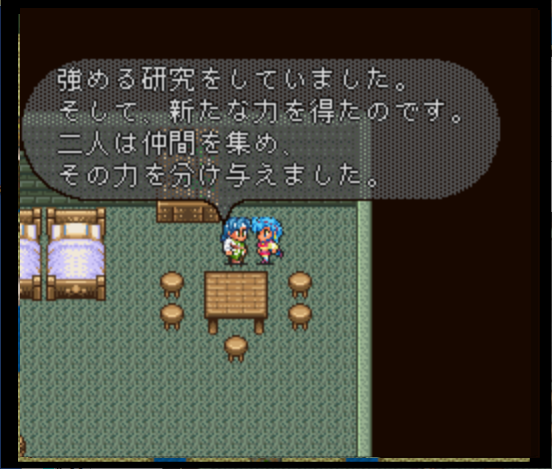 強める研究をしていました。
そして、新たな力を得たのです。
二人は仲間を集め、
その力を分け与えました。